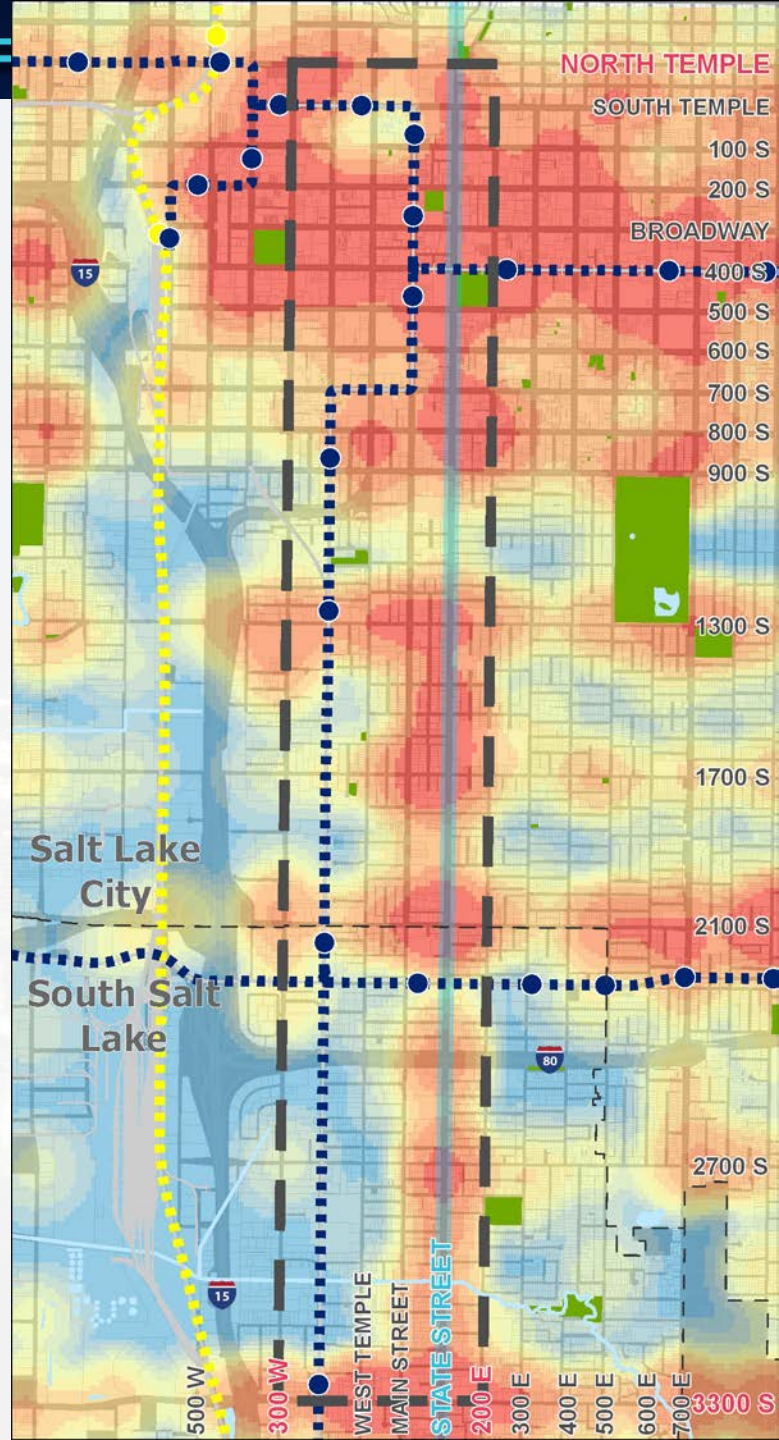 NORTH TEMPLE
SOUTH TEMPLE
100 S
200 S
BROADWAY
15
400 S
500 S
600 S
700 S
800 S
900 S
1300 S
1700 S
Salt Lake
City
2100 S
South Salt
Lake
80
2700 S
15
500 W
300 W
WEST TEMPLE
MAIN STREET
STATE STREET
200 E
300 E
400 E
500 E
600 E
700 E
3300 S